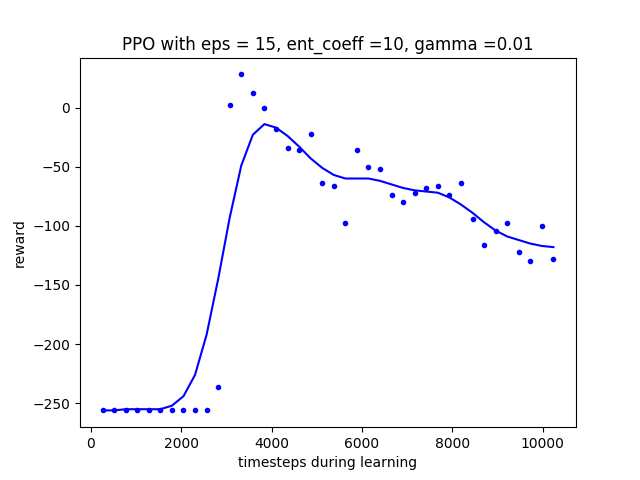 PPO with eps = 15, ent_coeff =10, gamma =0.01
reward
0
−50
−100
−150
−200
−250
0 2000 4000 6000 8000 10000
timesteps during learning